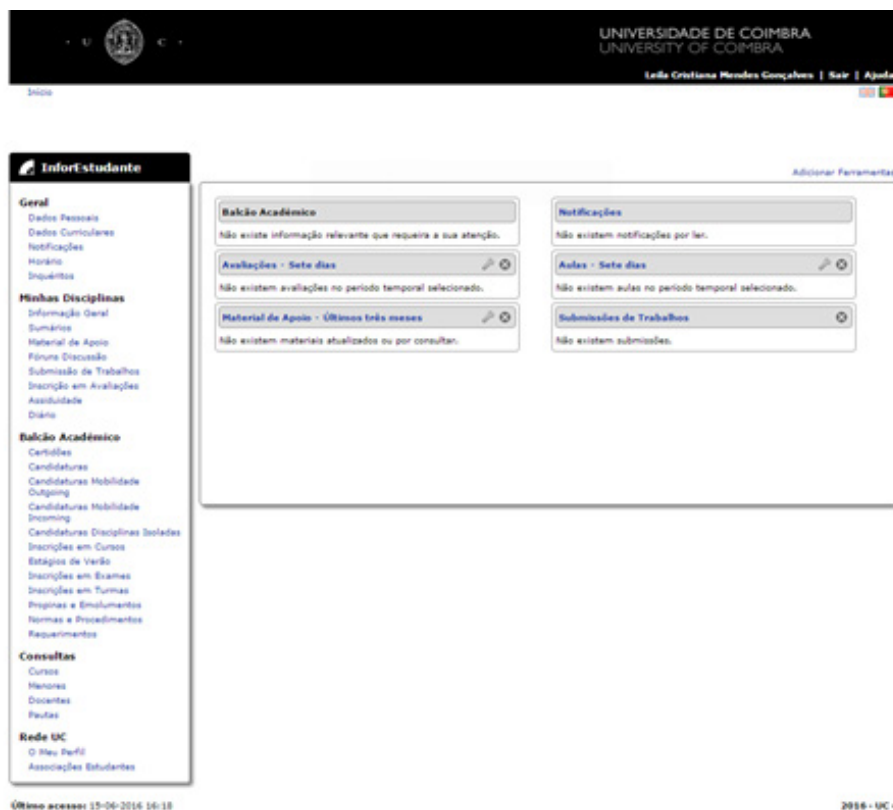 · U C ·
UNIVERSIDADE DE COIMBRA
UNIVERSITY OF COIMBRA
Leila Cristiana Mendes Gonçalves | Sair | Ajuda
Início
InforEstudante
Adicionar Ferramentas
Geral
Dados Pessoais
Dados Curriculares
Notificações
Horário
Inquéritos
Minhas Disciplinas
Informação Geral
Sumários
Material de Apoio
Fóruns Discussão
Submissão de Trabalhos
Inscrição em Avaliações
Assiduidade
Diário
Balcão Académico
Certidões
Candidaturas
Candidaturas Mobilidade
Outgoing
Candidaturas Mobilidade
Incoming
Candidaturas Disciplinas Isoladas
Inscrições em Cursos
Estágios de Verão
Inscrições em Exames
Inscrições em Turmas
Propinas e Emolumentos
Normas e Procedimentos
Requerimentos
Consultas
Cursos
Menores
Docentes
Pautas
Rede UC
O Meu Perfil
Associações Estudantes
Balcão Académico
Não existe informação relevante que requeira a sua atenção.
Notificações
Não existem notificações por ler.
Avaliações - Sete dias
Não existem avaliações no período temporal selecionado.
Aulas - Sete dias
Não existem aulas no período temporal selecionado.
Material de Apoio - Últimos três meses
Não existem materiais atualizados ou por consultar.
Submissões de Trabalhos
Não existem submissões.
Último acesso: 15-06-2016 16:18
2016 - UC